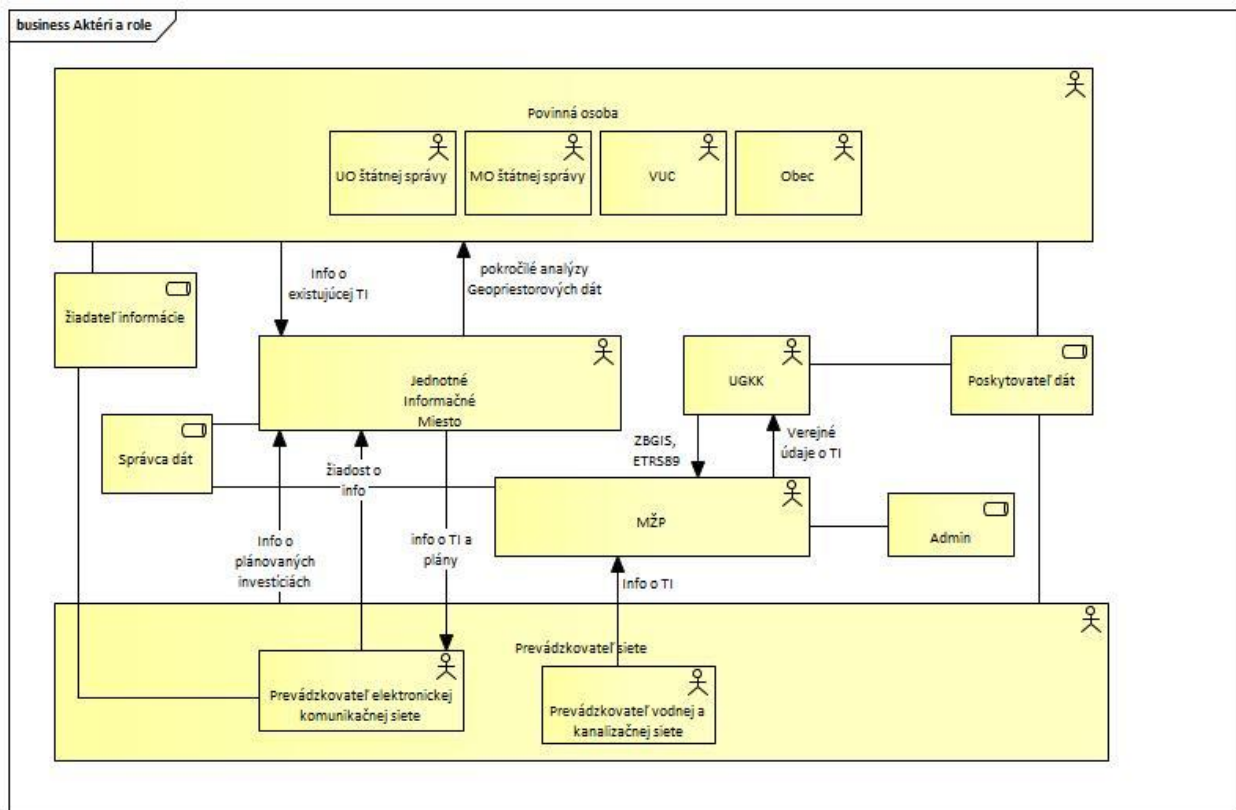 business Aktéri a role
Povinná osoba
UO štátnej správy
MO štátnej správy
VUC
Obec
Info o
existujúcej TI
pokročilé analýzy
Geopriestorových dát
žiadateľ informácie
Jednotné
Informačné
Miesto
UGKK
Poskytovateľ dát
Správca dát
žiadost o
info
ZBGIS,
ETRS89
Verejné
údaje o TI
MŽP
Admin
Info o
plánovaných
investíciách
info o TI a
plány
Info o TI
Prevádzkovateľ siete
Prevádzkovateľ elektronickej
komunikačnej siete
Prevádzkovateľ vodnej a
kanalizačnej siete